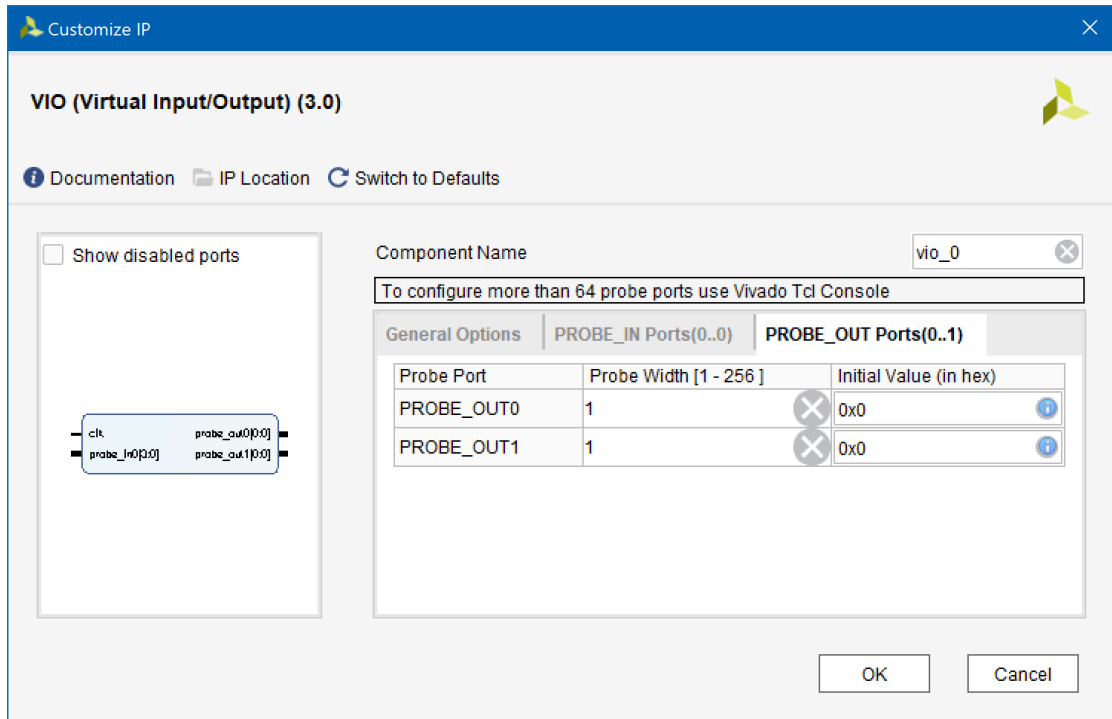 Customize IP
VIO (Virtual Input/Output) (3.0)
Documentation IP Location Switch to Defaults
Show disabled ports
clk
probe_in0[3:0]
probe_out0[0:0]
probe_out1[0:0]
Component Name
vio_0
To configure more than 64 probe ports use Vivado Tcl Console
General Options PROBE_IN Ports(0..0) PROBE_OUT Ports(0..1)
Probe Port Probe Width [1 - 256 ] Initial Value (in hex)
PROBE_OUT0 1 0x0
PROBE_OUT1 1 0x0
OK Cancel